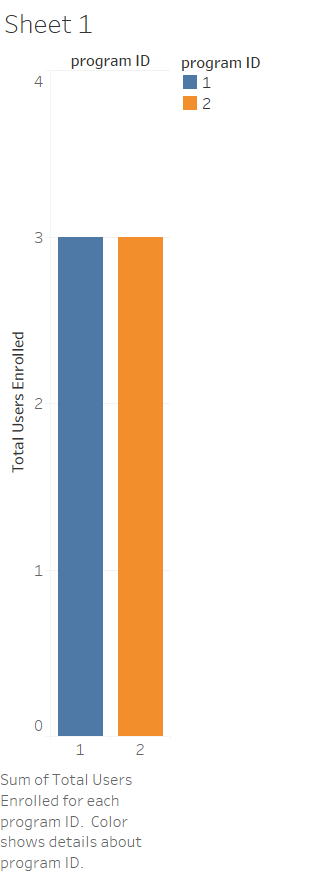 Sheet 1
program ID
program ID
1
2
4
3
2
1
0
Total Users Enrolled
1
2
Sum of Total Users
Enrolled for each
program ID.  Color
shows details about
program ID.